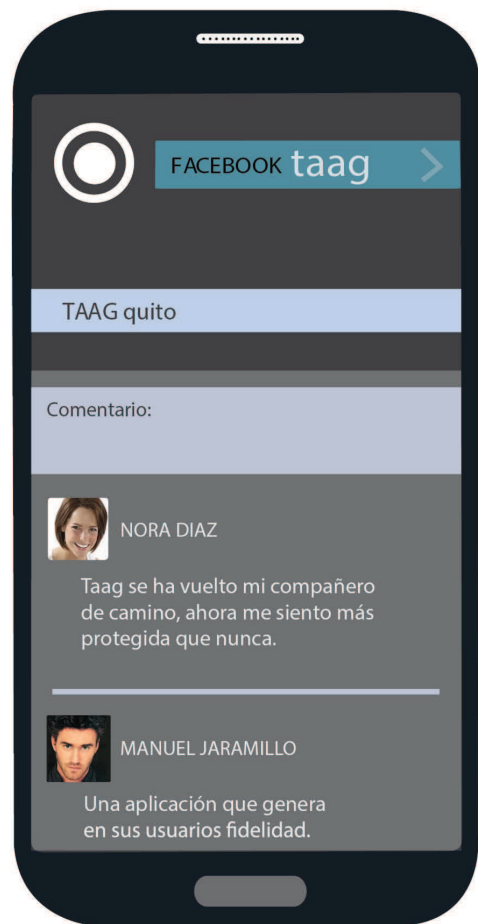 FACEBOOK taag
TAAG quito
Comentario:
NORA DIAZ
Taag se ha vuelto mi compañero
de camino, ahora me siento más
protegida que nunca.
MANUEL JARAMILLO
Una aplicación que genera
en sus usuarios fidelidad.